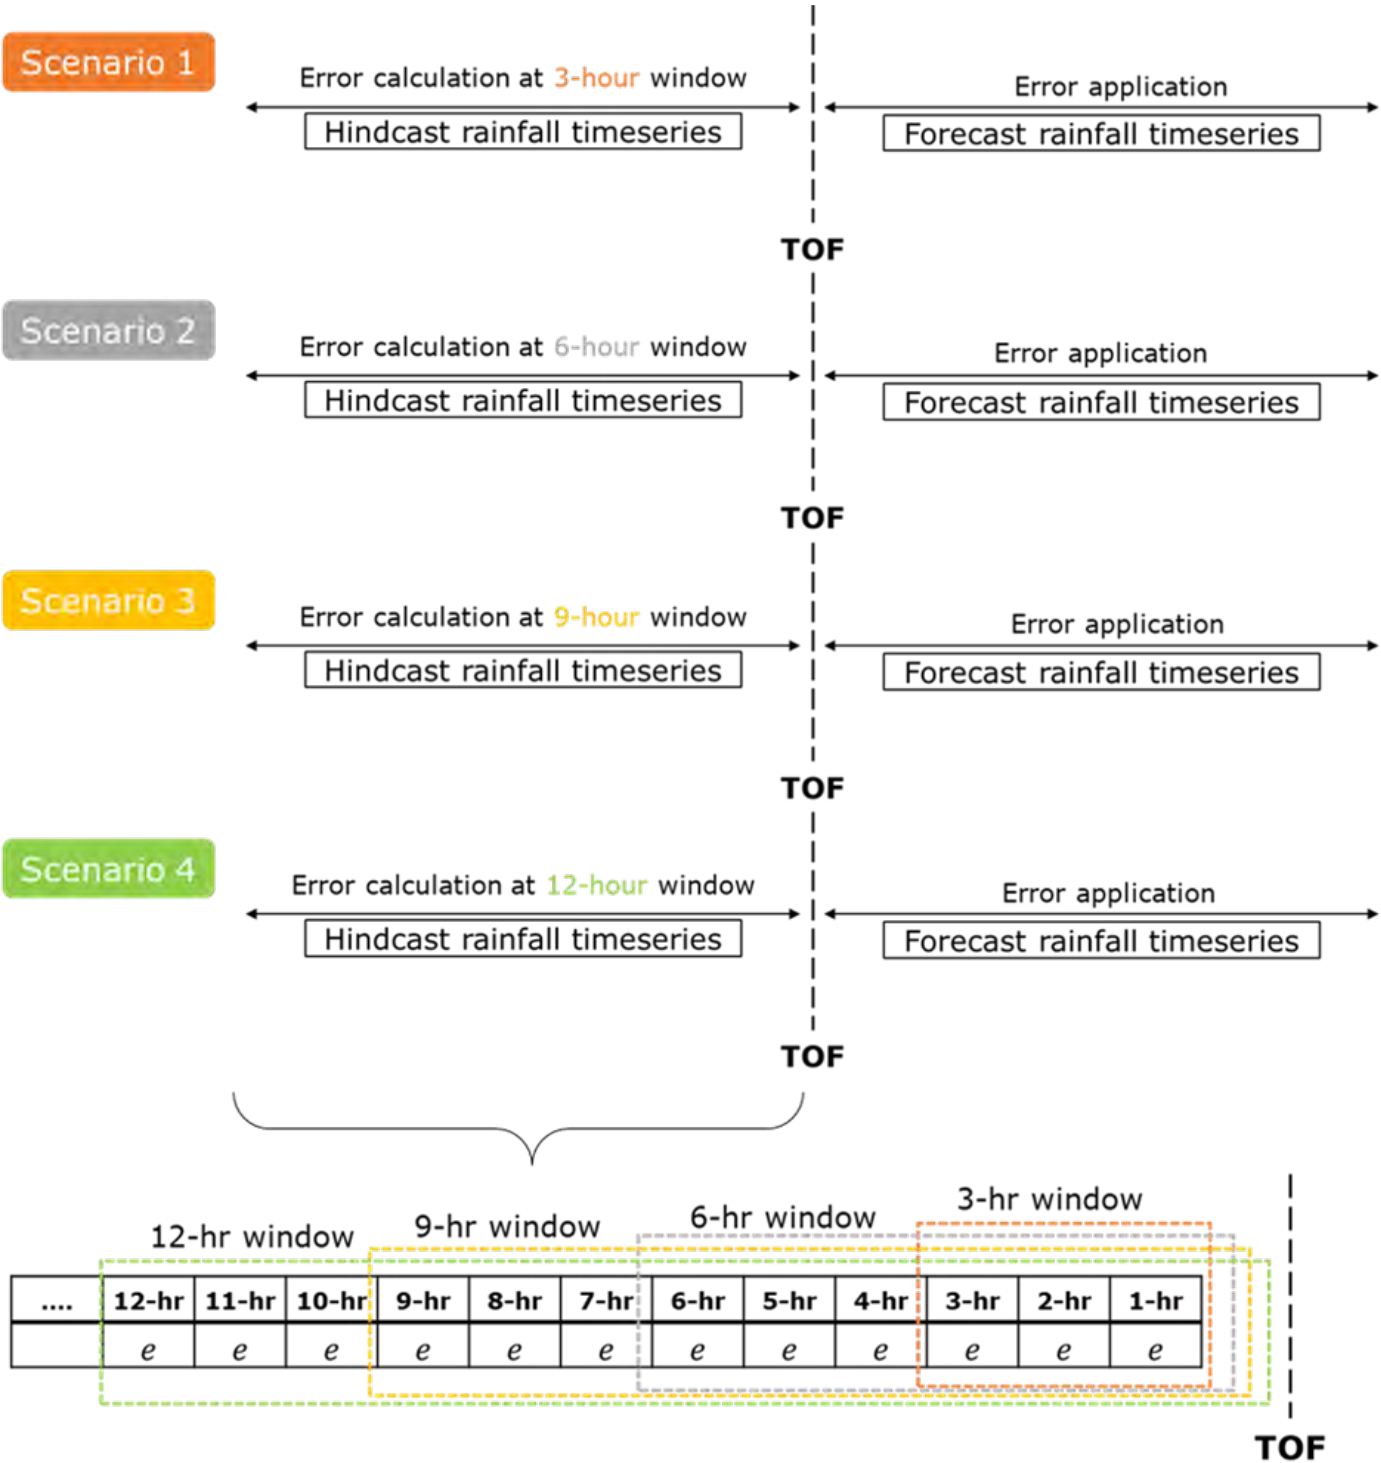 Scenario 1
Error calculation at 3-hour window
Error application
Hindcast rainfall timeseries
Forecast rainfall timeseries
TOF
Scenario 2
Error calculation at 6-hour window
Error application
Hindcast rainfall timeseries
Forecast rainfall timeseries
TOF
Scenario 3
Error calculation at 9-hour window
Error application
Hindcast rainfall timeseries
Forecast rainfall timeseries
TOF
Scenario 4
Error calculation at 12-hour window
Error application
Hindcast rainfall timeseries
Forecast rainfall timeseries
TOF
12-hr window 9-hr window 6-hr window 3-hr window
.... 12-hr 11-hr 10-hr 9-hr 8-hr 7-hr 6-hr 5-hr 4-hr 3-hr 2-hr 1-hr
e e e e e e e e e e e e
TOF